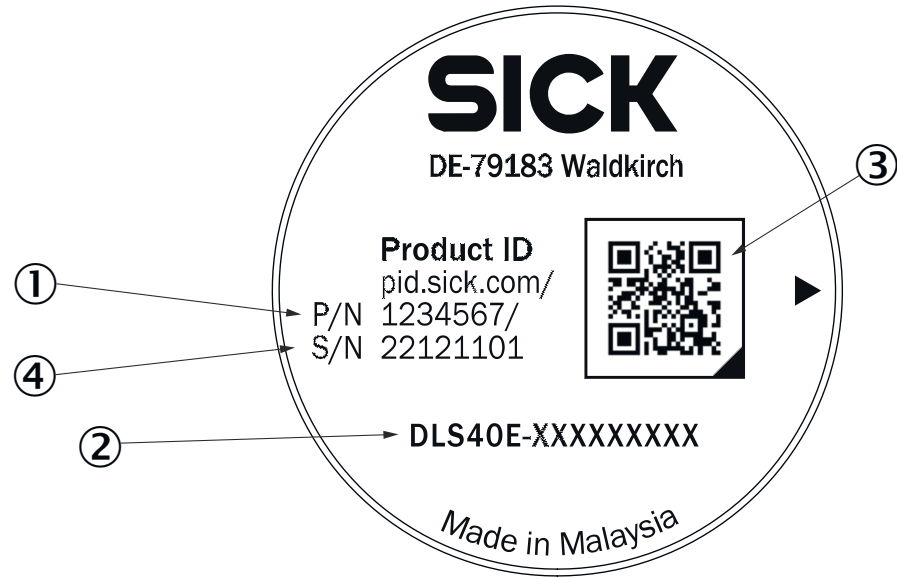 SICK
DE-79183 Waldkirch
③
Product ID
pid.sick.com/
①
P/N 1234567/
S/N 22121101
④
② DLS40E-XXXXXXXXX
Made in Malaysia